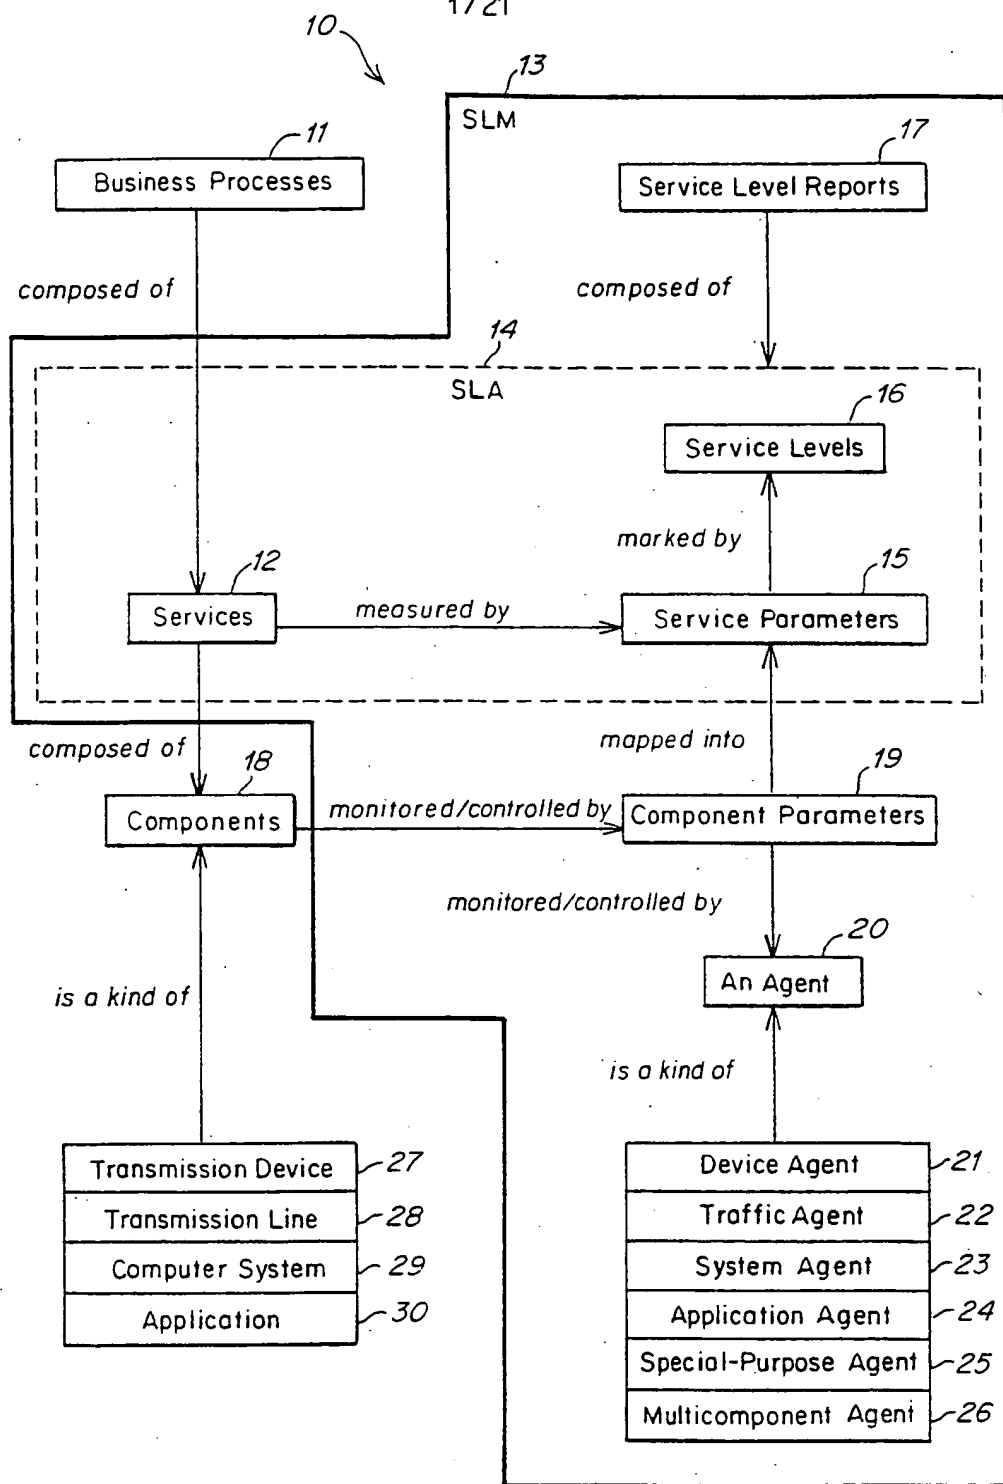 1/21
10
13
SLM
11
Business Processes
17
Service Level Reports
composed of
composed of
14
SLA
16
Service Levels
marked by
12
Services
measured by
15
Service Parameters
composed of
mapped into
18
Components
monitored/controlled by
19
Component Parameters
monitored/controlled by
20
An Agent
is a kind of
is a kind of
Transmission Device 27
Transmission Line 28
Computer System 29
Application 30
Device Agent 21
Traffic Agent 22
System Agent 23
Application Agent 24
Special-Purpose Agent 25
Multicomponent Agent 26